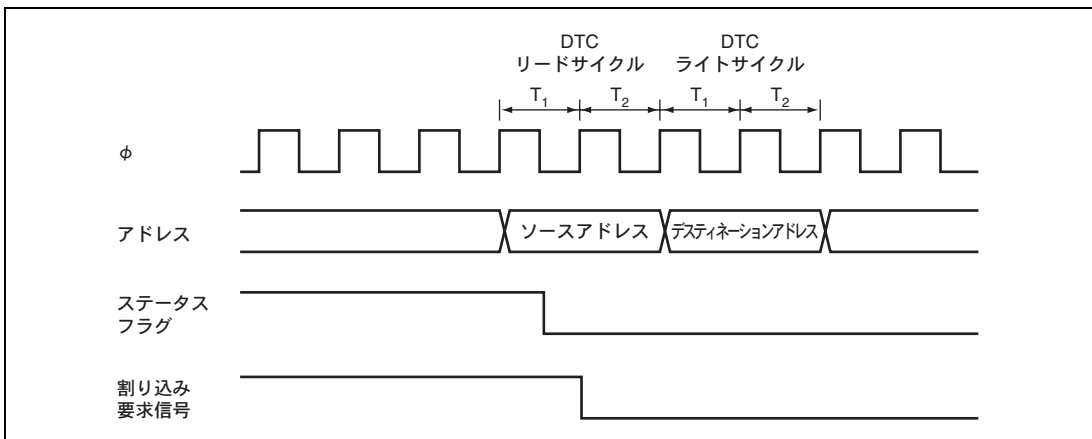 DTC
リードサイクル
DTC
ライトサイクル
T1
T2
T1
T2
φ
アドレス
ソースアドレス
デスティネーションアドレス
ステータス
フラグ
割り込み
要求信号